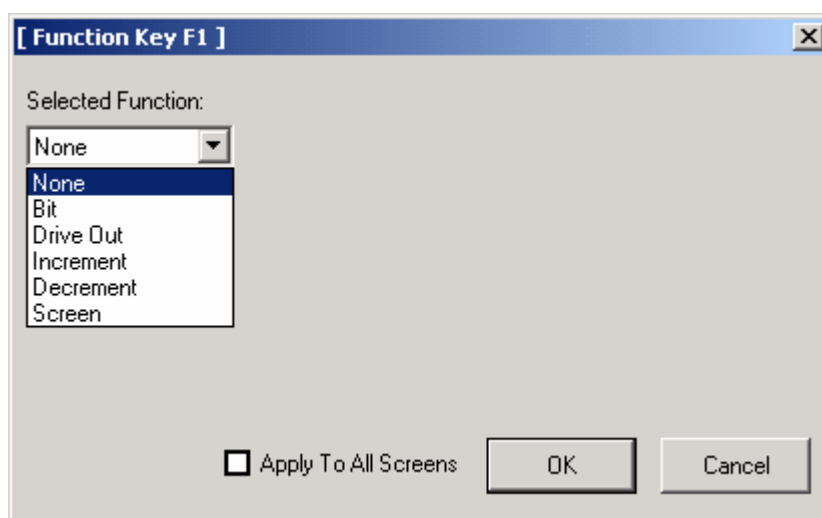 [ Function Key F1 ]
Selected Function:
None
None
Bit
Drive Out
Increment
Decrement
Screen
Apply To All Screens
OK
Cancel